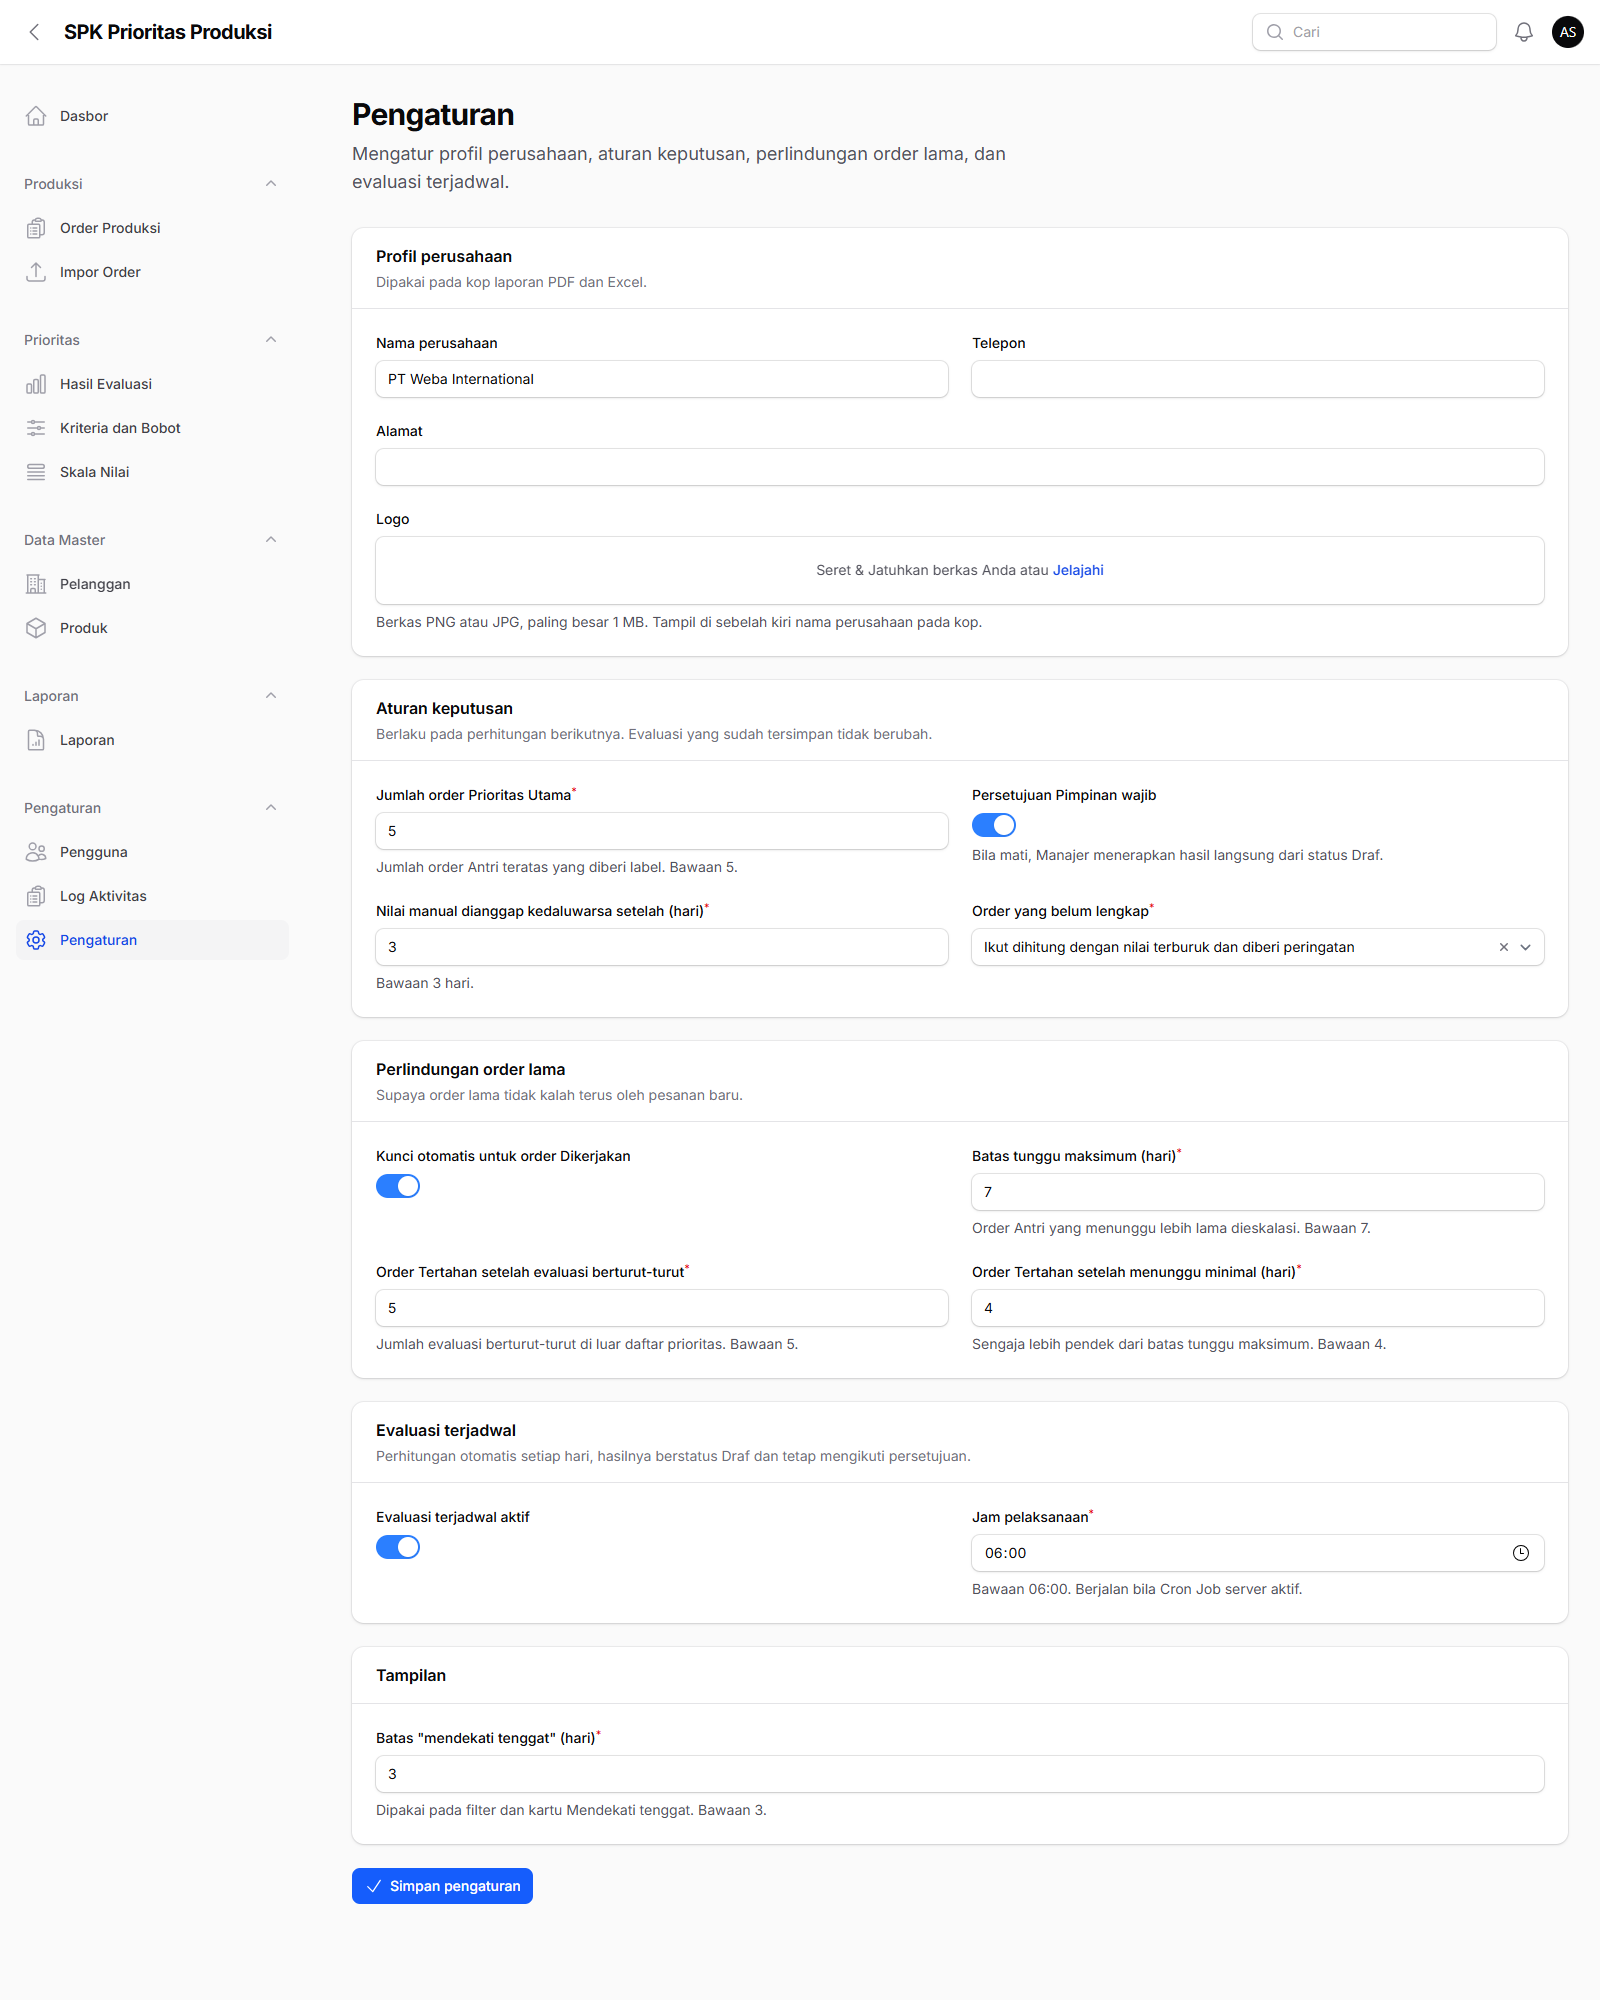 SPK Prioritas Produksi
Cari
AS
Dasbor
Produksi
Order Produksi
Impor Order
Prioritas
Hasil Evaluasi
Kriteria dan Bobot
Skala Nilai
Data Master
Pelanggan
Produk
Laporan
Laporan
Pengaturan
Pengguna
Log Aktivitas
Pengaturan
Pengaturan
Mengatur profil perusahaan, aturan keputusan, perlindungan order lama, dan
evaluasi terjadwal.
Profil perusahaan
Dipakai pada kop laporan PDF dan Excel.
Nama perusahaan
PT Weba International
Telepon
Alamat
Logo
Seret & Jatuhkan berkas Anda atau Jelajahi
Berkas PNG atau JPG, paling besar 1 MB. Tampil di sebelah kiri nama perusahaan pada kop.
Aturan keputusan
Berlaku pada perhitungan berikutnya. Evaluasi yang sudah tersimpan tidak berubah.
Jumlah order Prioritas Utama*
5
Jumlah order Antri teratas yang diberi label. Bawaan 5.
Persetujuan Pimpinan wajib
Bila mati, Manajer menerapkan hasil langsung dari status Draf.
Nilai manual dianggap kedaluwarsa setelah (hari)*
3
Bawaan 3 hari.
Order yang belum lengkap*
Ikut dihitung dengan nilai terburuk dan diberi peringatan
Perlindungan order lama
Supaya order lama tidak kalah terus oleh pesanan baru.
Kunci otomatis untuk order Dikerjakan
Batas tunggu maksimum (hari)*
7
Order Antri yang menunggu lebih lama dieskalasi. Bawaan 7.
Order Tertahan setelah evaluasi berturut-turut*
5
Jumlah evaluasi berturut-turut di luar daftar prioritas. Bawaan 5.
Order Tertahan setelah menunggu minimal (hari)*
4
Sengaja lebih pendek dari batas tunggu maksimum. Bawaan 4.
Evaluasi terjadwal
Perhitungan otomatis setiap hari, hasilnya berstatus Draf dan tetap mengikuti persetujuan.
Evaluasi terjadwal aktif
Jam pelaksanaan*
06:00
Bawaan 06:00. Berjalan bila Cron Job server aktif.
Tampilan
Batas "mendekati tenggat" (hari)*
3
Dipakai pada filter dan kartu Mendekati tenggat. Bawaan 3.
Simpan pengaturan